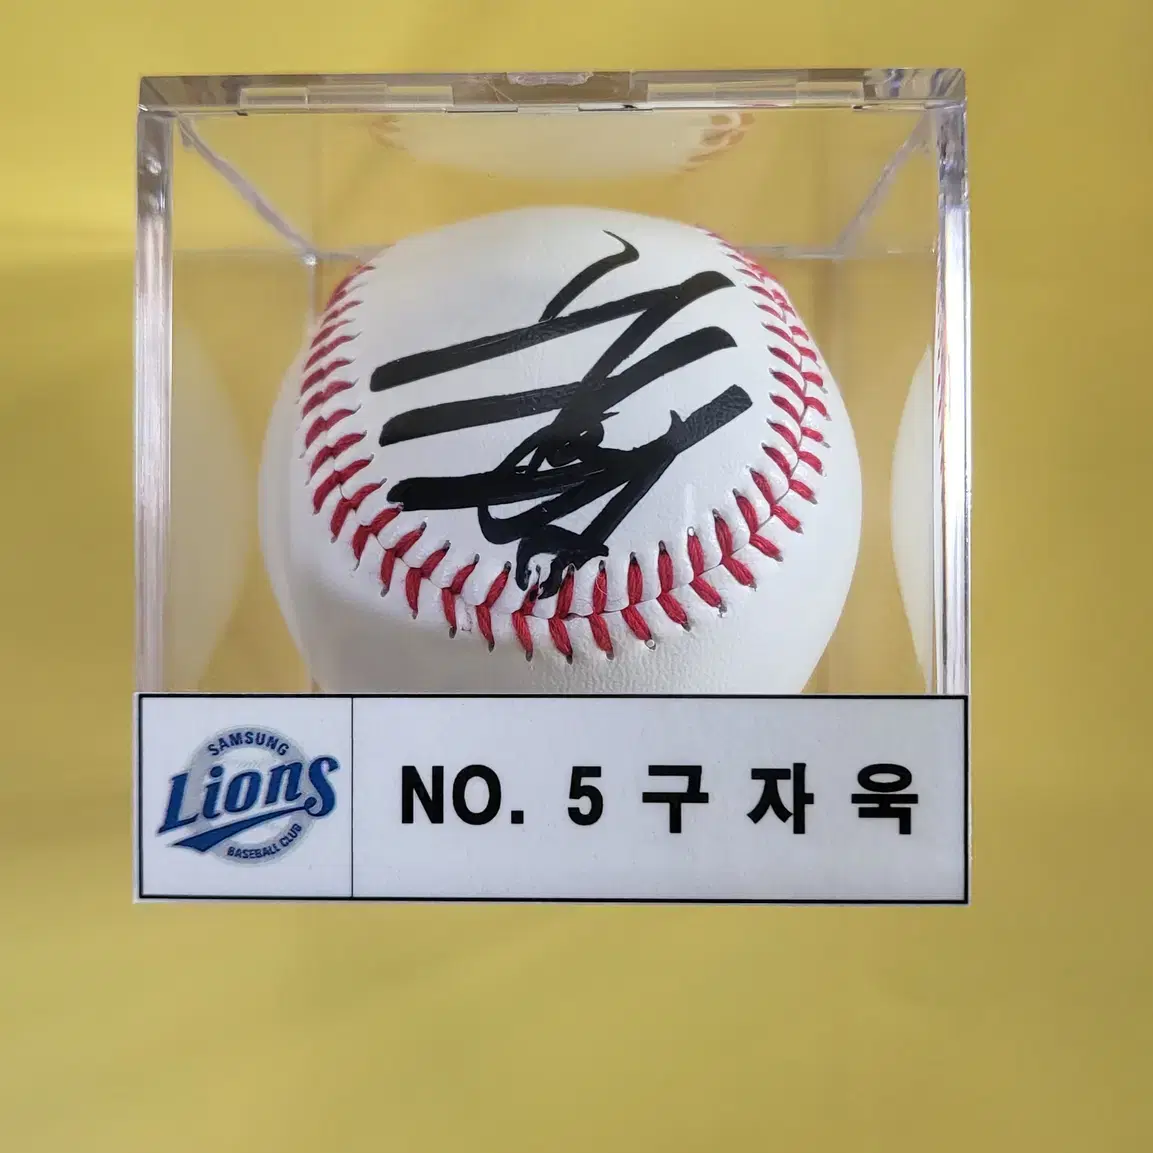 SAMSUNG
Lions
BASEBALL CLUB
NO. 5 구 자 욱